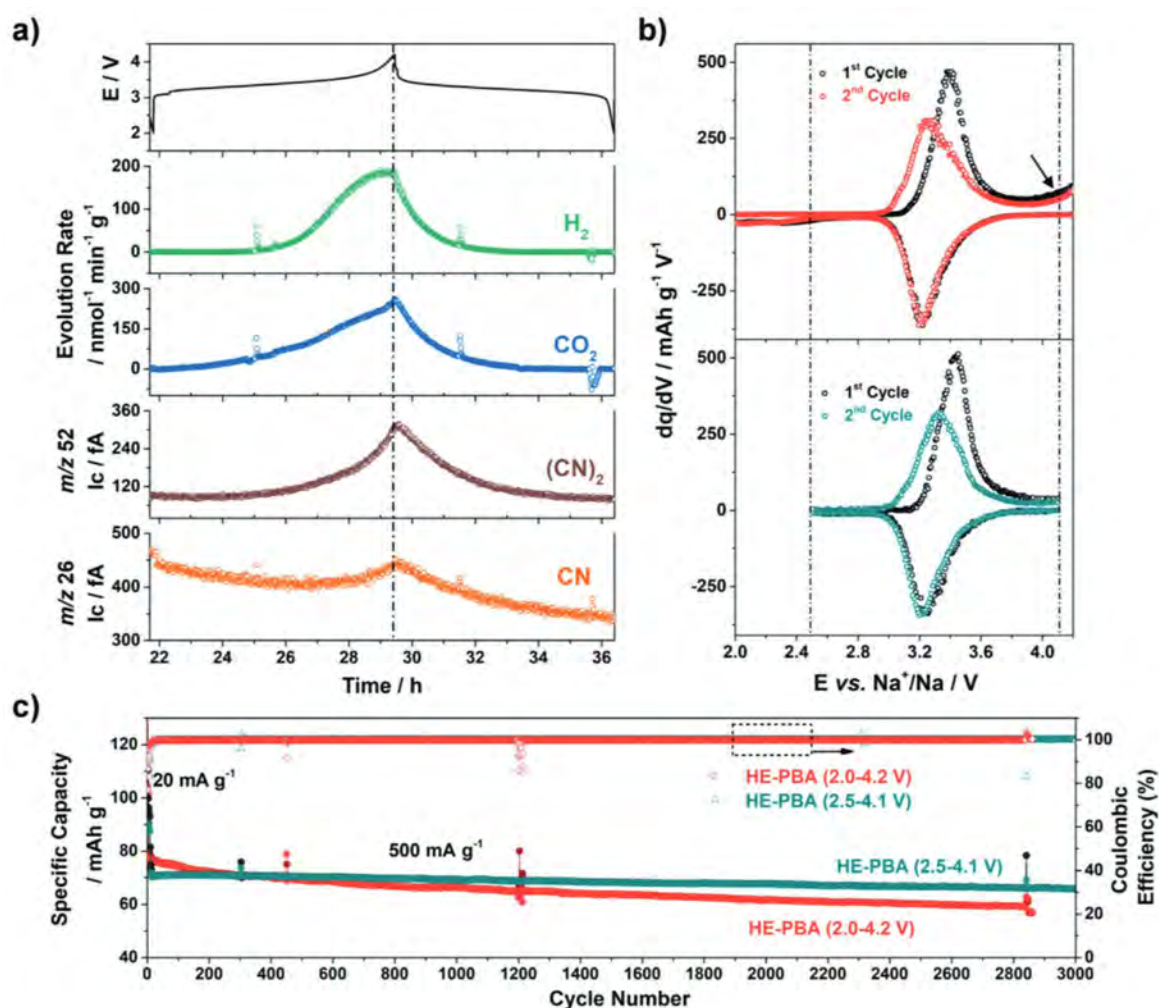 a)
E / V
4
3
2
Evolution Rate
/ nmol⁻¹ min⁻¹ g⁻¹
200
100
0
H₂
300
150
0
CO₂
m/z 52
Ic / fA
360
240
120
(CN)₂
m/z 26
Ic / fA
500
400
300
CN
22 24 26 28 30 32 34 36
Time / h
b)
dq/dV / mAh g⁻¹ V⁻¹
500
250
0
-250
1ˢᵗ Cycle
2ⁿᵈ Cycle
500
250
0
-250
1ˢᵗ Cycle
2ⁿᵈ Cycle
2.0 2.4 2.8 3.2 3.6 4.0
E vs. Na⁺/Na / V
c)
Specific Capacity
/ mAh g⁻¹
120
100
80
60
40
20 mA g⁻¹
500 mA g⁻¹
HE-PBA (2.0-4.2 V)
HE-PBA (2.5-4.1 V)
HE-PBA (2.5-4.1 V)
HE-PBA (2.0-4.2 V)
100
80
60
40
20
0
Coulombic
Efficiency (%)
0 200 400 600 800 1000 1200 1400 1600 1800 2000 2200 2400 2600 2800 3000
Cycle Number